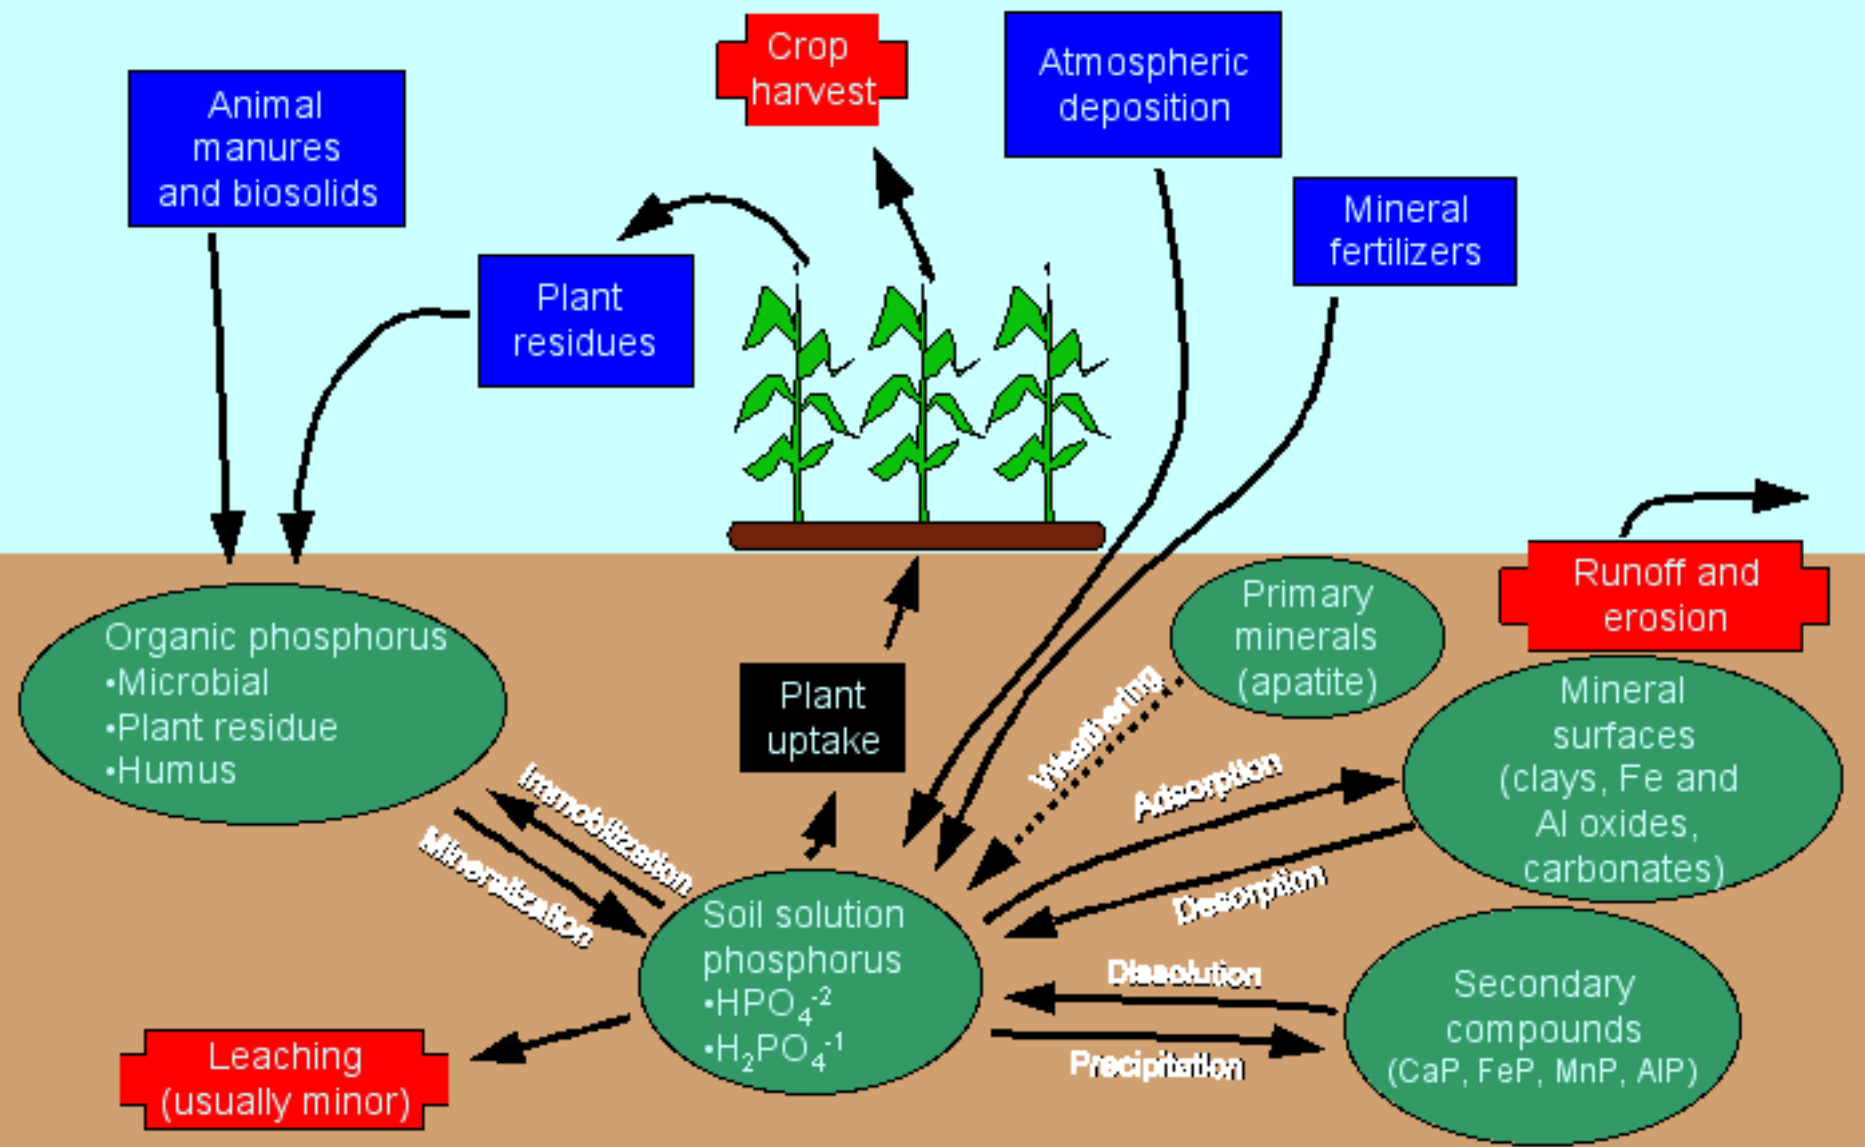 Crop
harvest
Atmospheric
deposition
Animal
manures
and biosolids
Mineral
fertilizers
Plant
residues
Primary
minerals
(apatite)
Runoff and
erosion
Organic phosphorus
•Microbial
•Plant residue
•Humus
Plant
uptake
Weathering
Mineral
surfaces
(clays, Fe and
Al oxides,
carbonates)
Adsorption
Desorption
Immobilization
Mineralization
Soil solution
phosphorus
•HPO₄⁻²
•H₂PO₄⁻¹
Dissolution
Precipitation
Secondary
compounds
(CaP, FeP, MnP, AlP)
Leaching
(usually minor)